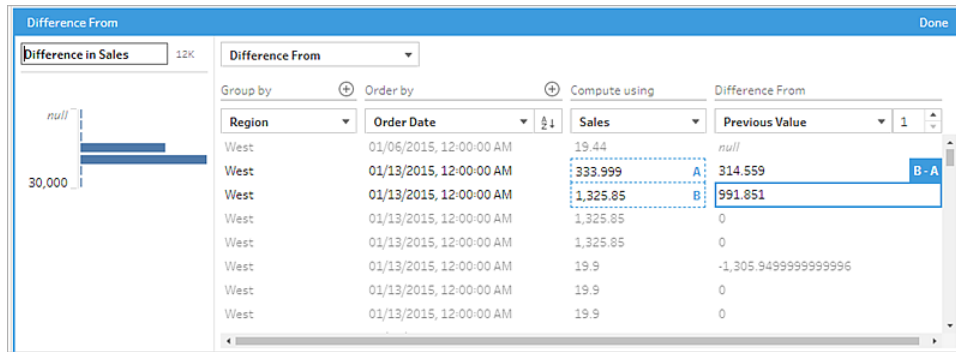 Difference From Done
Difference in Sales 12K Difference From
Group by Order by Compute using Difference From
Region Order Date Sales Previous Value 1
null
30,000
West 01/06/2015, 12:00:00 AM 19.44 null
West 01/13/2015, 12:00:00 AM 333.999 A 314.559 B - A
West 01/13/2015, 12:00:00 AM 1,325.85 B 991.851
West 01/13/2015, 12:00:00 AM 1,325.85 0
West 01/13/2015, 12:00:00 AM 1,325.85 0
West 01/13/2015, 12:00:00 AM 19.9 -1,305.9499999999996
West 01/13/2015, 12:00:00 AM 19.9 0
West 01/13/2015, 12:00:00 AM 19.9 0